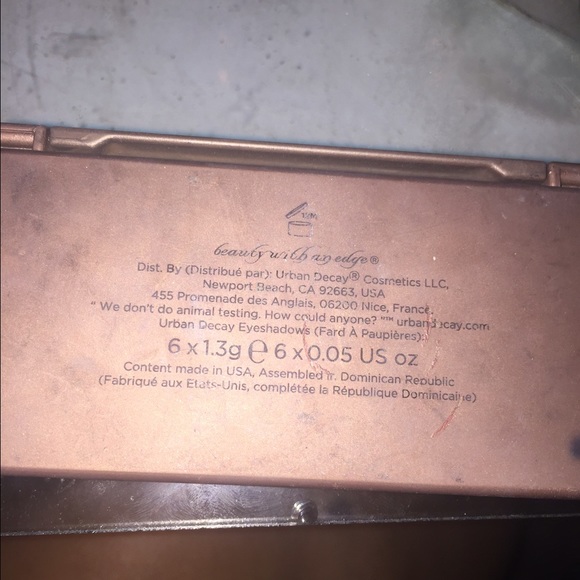 beauty with an edge®
Dist. By (Distribué par): Urban Decay® Cosmetics LLC,
Newport Beach, CA 92663, USA
455 Promenade des Anglais, 06200 Nice, France.
" We don't do animal testing. How could anyone? "™ urbandecay.com
Urban Decay Eyeshadows (Fard À Paupières):
6 x 1.3g ℮ 6 x 0.05 US oz
Content made in USA, Assembled in Dominican Republic
(Fabriqué aux Etats-Unis, complétée la République Dominicaine)